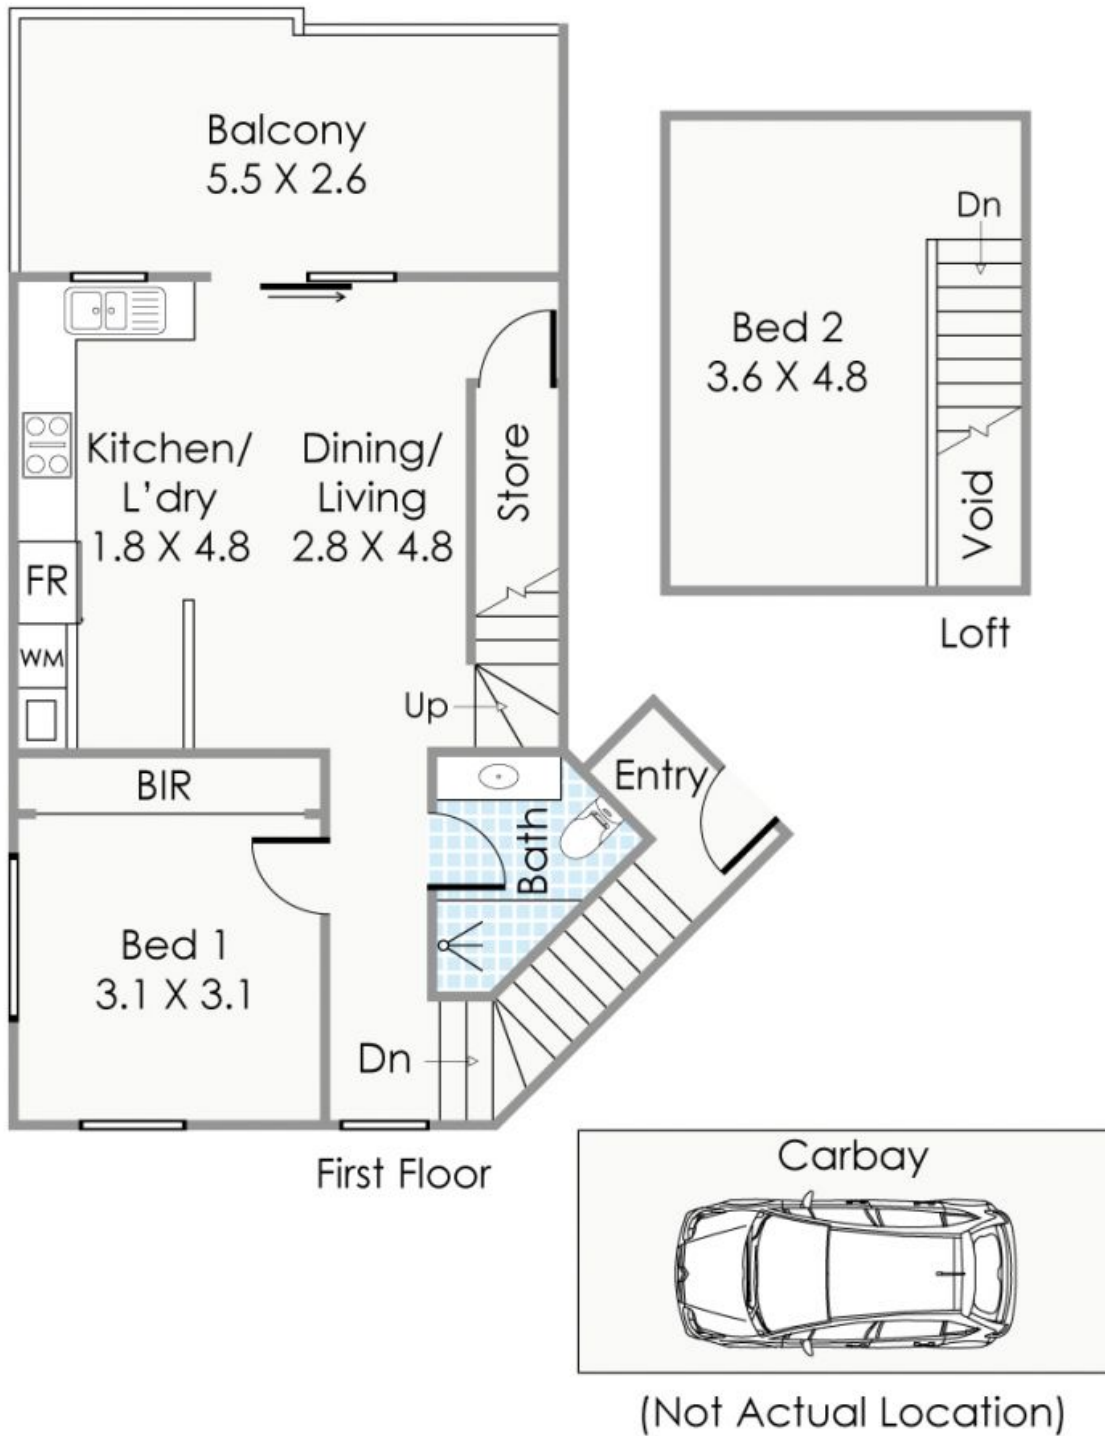 Balcony
5.5 X 2.6
Kitchen/
L'dry
1.8 X 4.8
Dining/
Living
2.8 X 4.8
Store
FR
WM
Up
BIR
Bath
Entry
Bed 1
3.1 X 3.1
Dn
First Floor
Dn
Bed 2
3.6 X 4.8
Void
Loft
Carbay
(Not Actual Location)